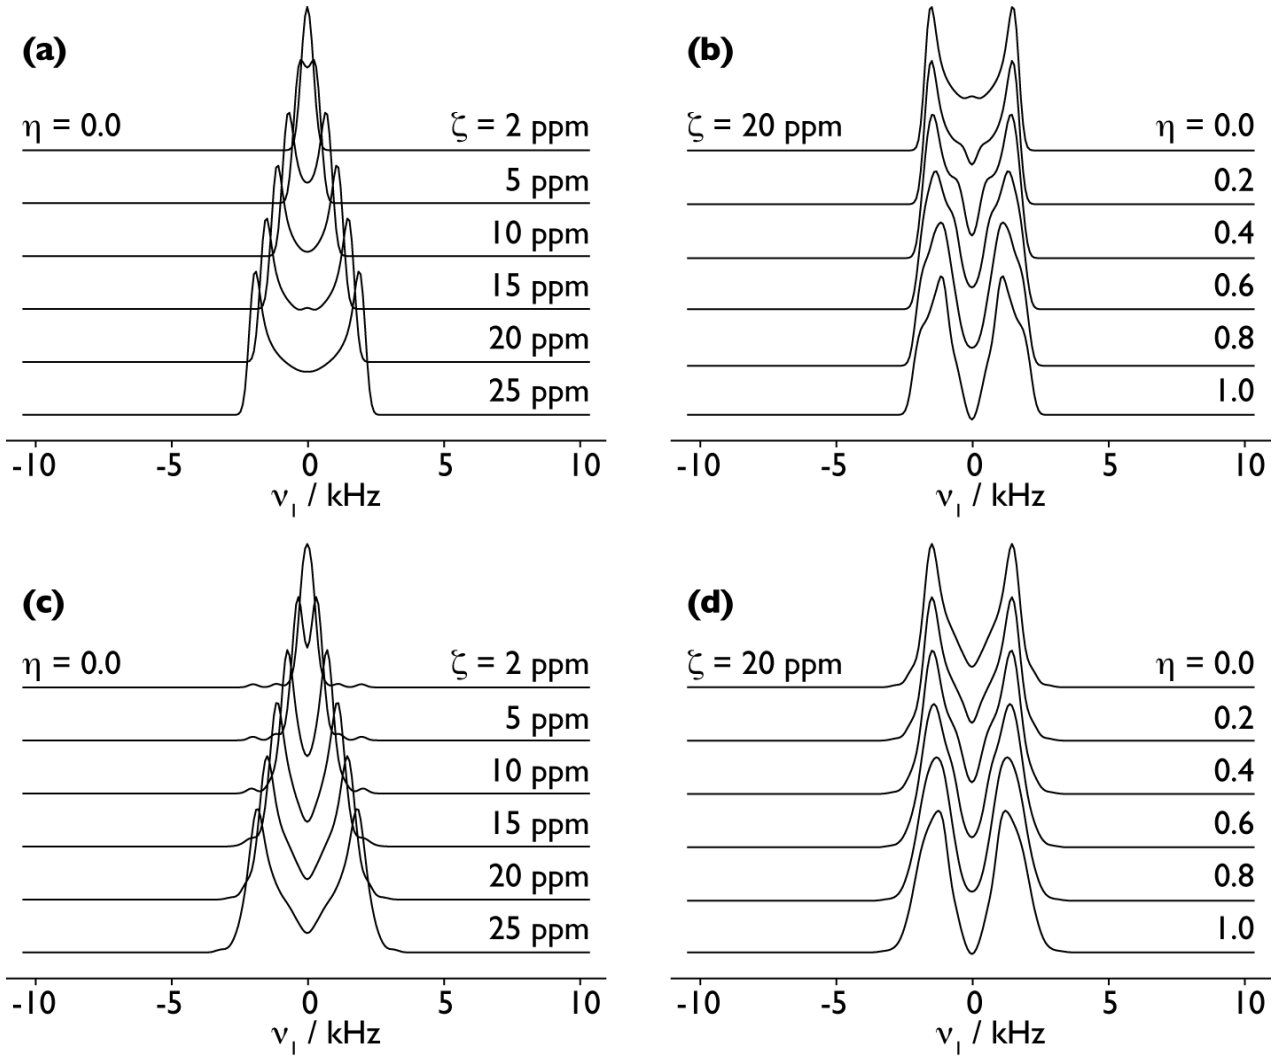 (a)
η = 0.0
ζ = 2 ppm
5 ppm
10 ppm
15 ppm
20 ppm
25 ppm
-10 -5 0 5 10
ν₁ / kHz
(b)
ζ = 20 ppm
η = 0.0
0.2
0.4
0.6
0.8
1.0
-10 -5 0 5 10
ν₁ / kHz
(c)
η = 0.0
ζ = 2 ppm
5 ppm
10 ppm
15 ppm
20 ppm
25 ppm
-10 -5 0 5 10
ν₁ / kHz
(d)
ζ = 20 ppm
η = 0.0
0.2
0.4
0.6
0.8
1.0
-10 -5 0 5 10
ν₁ / kHz